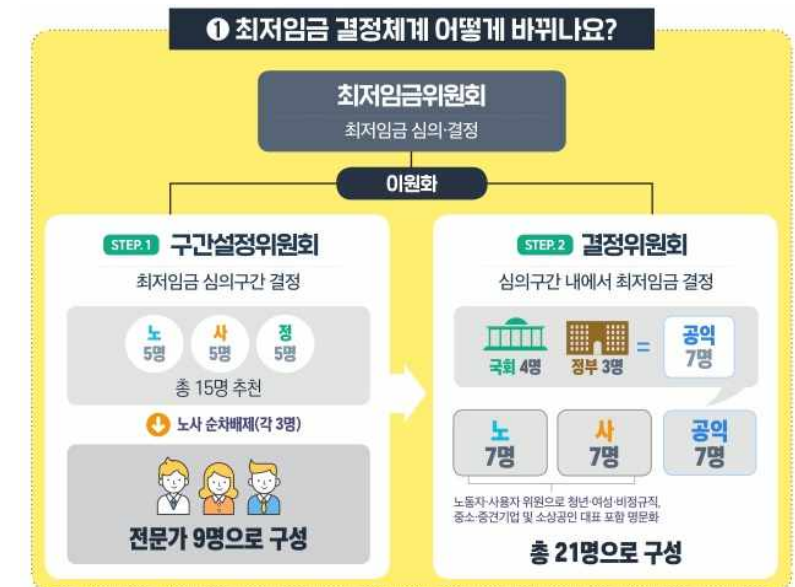 ❶ 최저임금 결정체계 어떻게 바뀌나요?
최저임금위원회
최저임금 심의·결정
이원화
STEP.1 구간설정위원회
최저임금 심의구간 결정
노 5명
사 5명
정 5명
총 15명 추천
노사 순차배제(각 3명)
전문가 9명으로 구성
STEP.2 결정위원회
심의구간 내에서 최저임금 결정
국회 4명
정부 3명
=
공익 7명
노 7명
사 7명
공익 7명
노동자·사용자 위원으로 청년·여성·비정규직,
중소·중견기업 및 소상공인 대표 포함 명문화
총 21명으로 구성